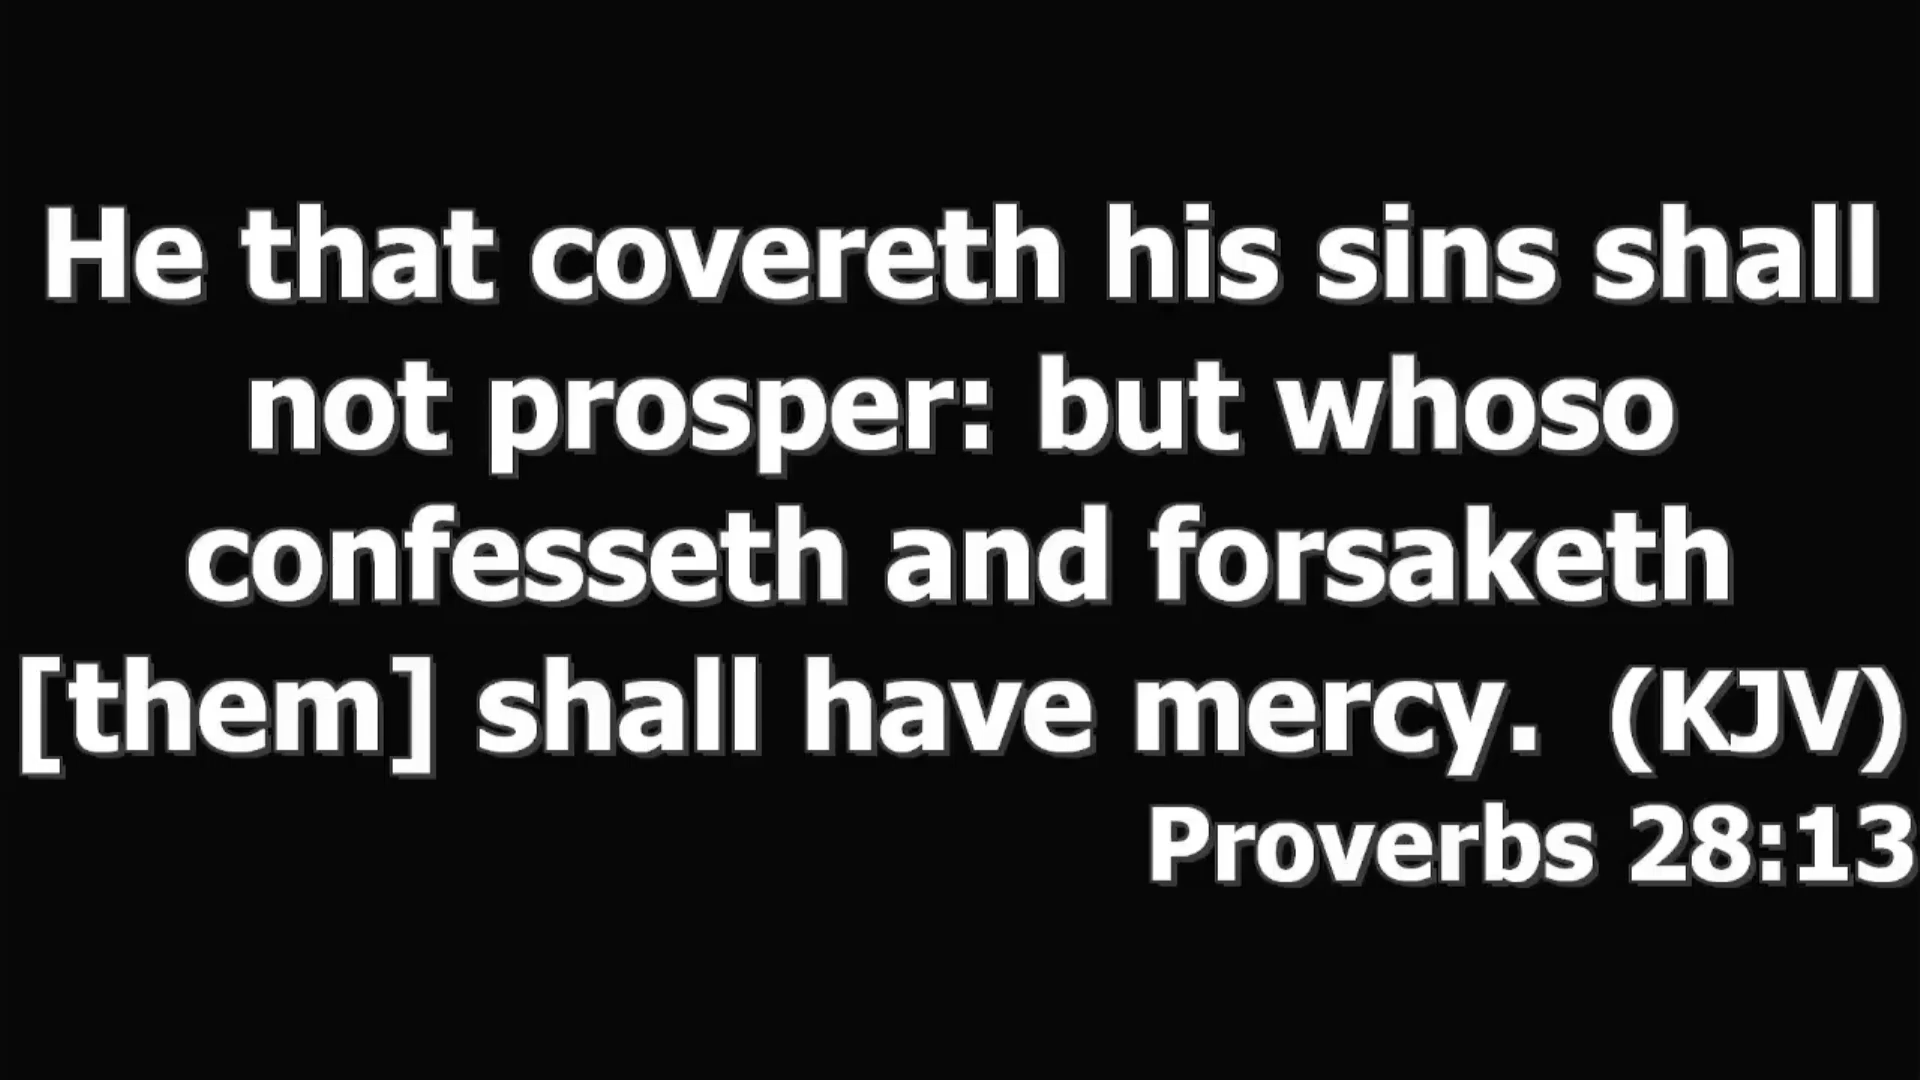 He that covereth his sins shall
not prosper: but whoso
confesseth and forsaketh
[them] shall have mercy.  (KJV)
Proverbs 28:13